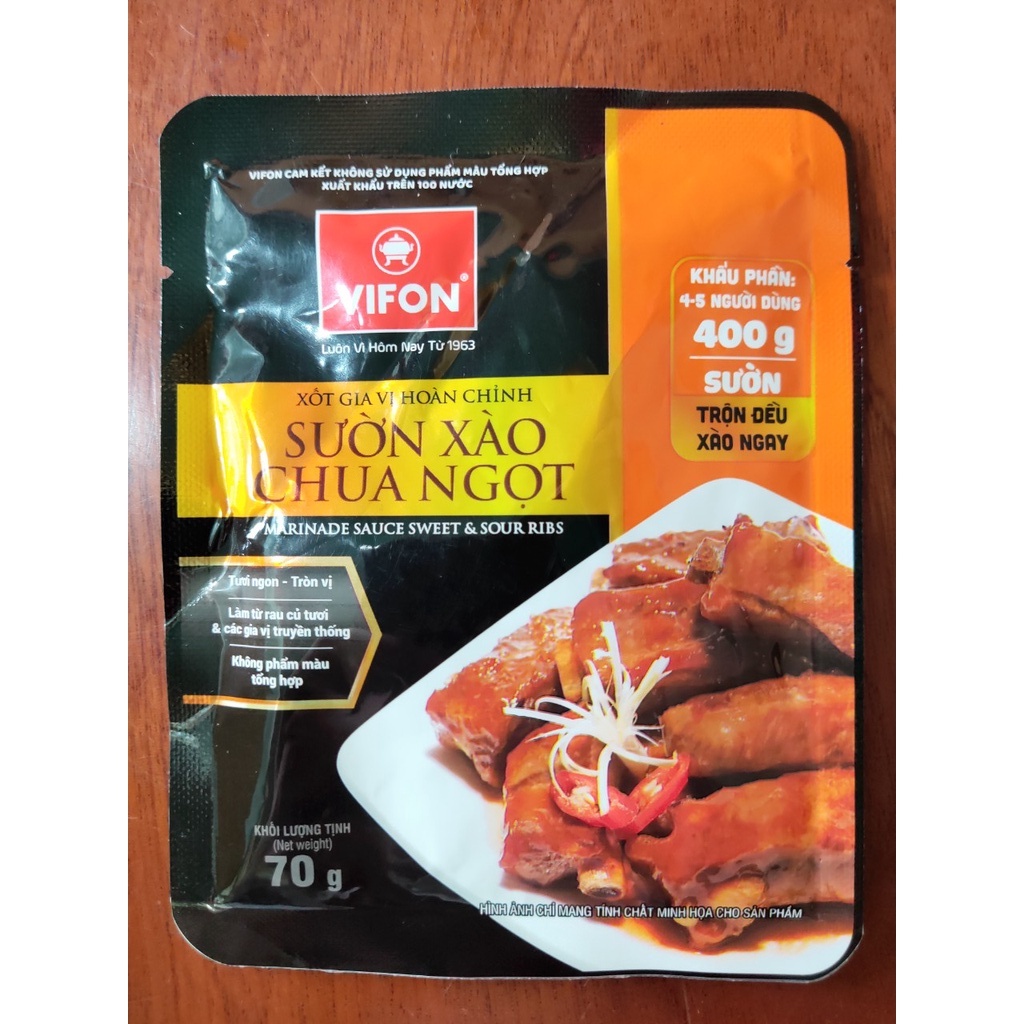 VIFON CAM KẾT KHÔNG SỬ DỤNG PHẨM MÀU TỔNG HỢP
XUẤT KHẨU TRÊN 100 NƯỚC
VIFON®
Luôn Vì Hôm Nay Từ 1963
XỐT GIA VỊ HOÀN CHỈNH
SƯỜN XÀO
CHUA NGỌT
MARINADE SAUCE SWEET & SOUR RIBS
Tươi ngon - Tròn vị
Làm từ rau củ tươi
& các gia vị truyền thống
Không phẩm màu
tổng hợp
KHẨU PHẦN:
4-5 NGƯỜI DÙNG
400 g
SƯỜN
TRỘN ĐỀU
XÀO NGAY
KHỐI LƯỢNG TỊNH
(Net weight)
70 g
HÌNH ẢNH CHỈ MANG TÍNH CHẤT MINH HỌA CHO SẢN PHẨM